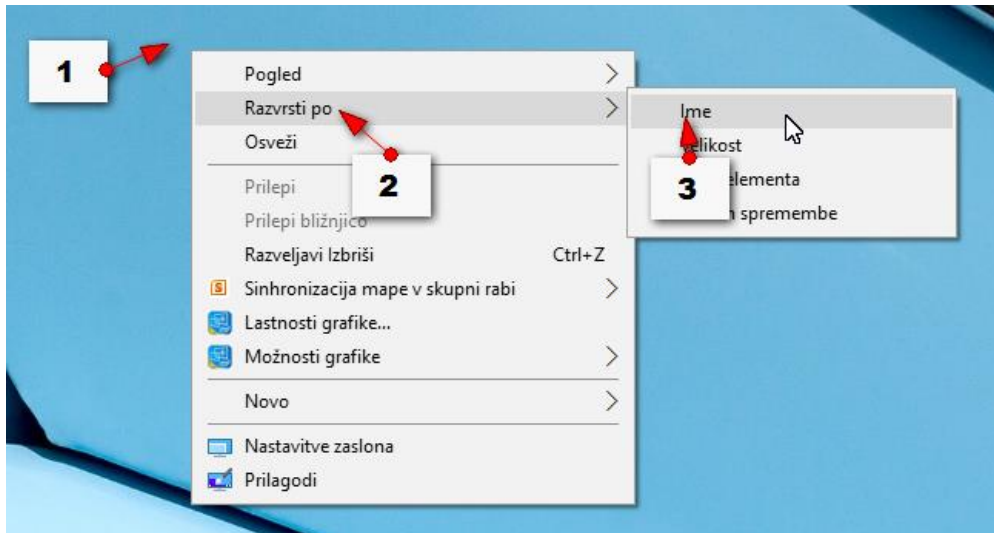 1
Pogled
Razvrsti po
Osveži
2
Prilepi
Prilepi bližnjico
Razveljavi Izbriši Ctrl+Z
Sinhronizacija mape v skupni rabi
Lastnosti grafike...
Možnosti grafike
Novo
Nastavitve zaslona
Prilagodi
Ime
Velikost
3
elementa
spremembe